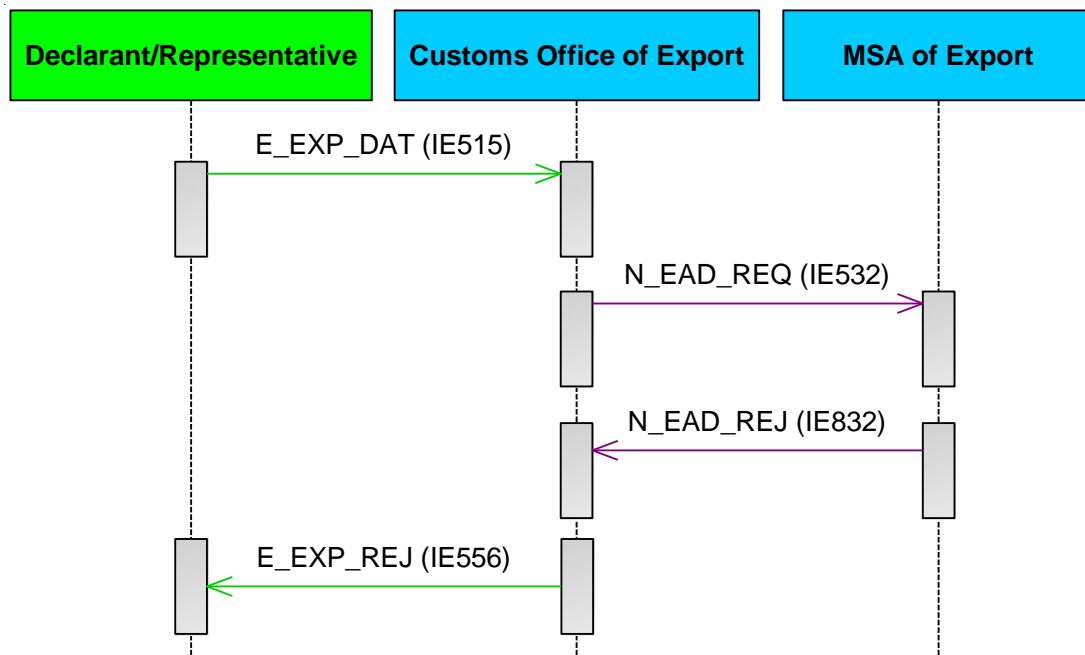 Declarant/Representative
Customs Office of Export
MSA of Export
E_EXP_DAT (IE515)
N_EAD_REQ (IE532)
N_EAD_REJ (IE832)
E_EXP_REJ (IE556)